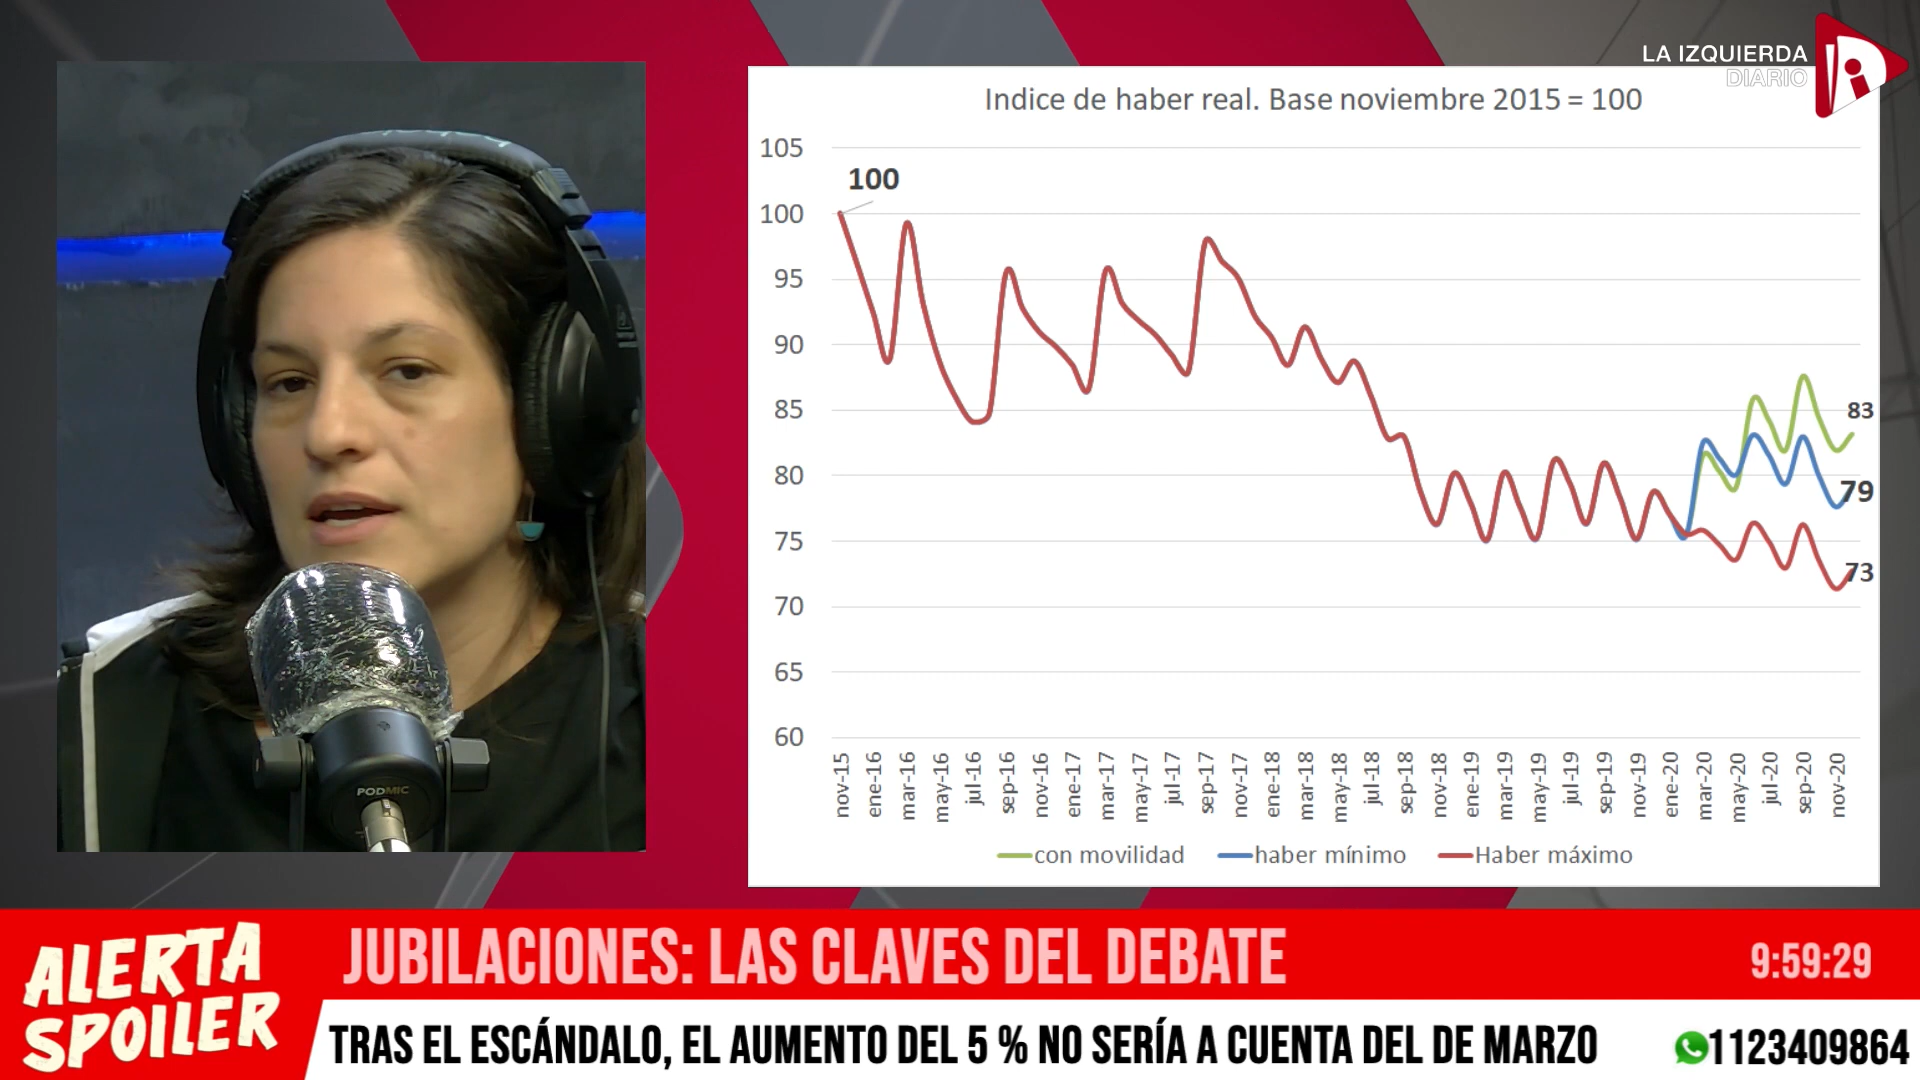 LA IZQUIERDA
DIARIO
Indice de haber real. Base noviembre 2015 = 100
105
100
95
90
85
80
75
70
65
60
100
83
79
73
nov-15 ene-16 mar-16 may-16 jul-16 sep-16 nov-16 ene-17 mar-17 may-17 jul-17 sep-17 nov-17 ene-18 mar-18 may-18 jul-18 sep-18 nov-18 ene-19 mar-19 may-19 jul-19 sep-19 nov-19 ene-20 mar-20 may-20 jul-20 sep-20 nov-20
con movilidad haber mínimo Haber máximo
PODMIC
ALERTA
SPOILER
JUBILACIONES: LAS CLAVES DEL DEBATE
9:59:29
TRAS EL ESCÁNDALO, EL AUMENTO DEL 5 % NO SERÍA A CUENTA DEL DE MARZO
1123409864